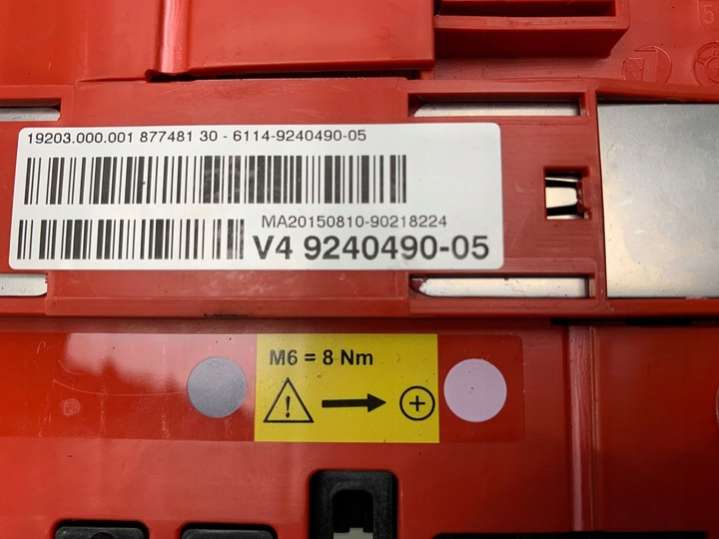 19203.000.001 877481 30 - 6114-9240490-05
MA20150810-90218224
V4 9240490-05
M6 = 8 Nm